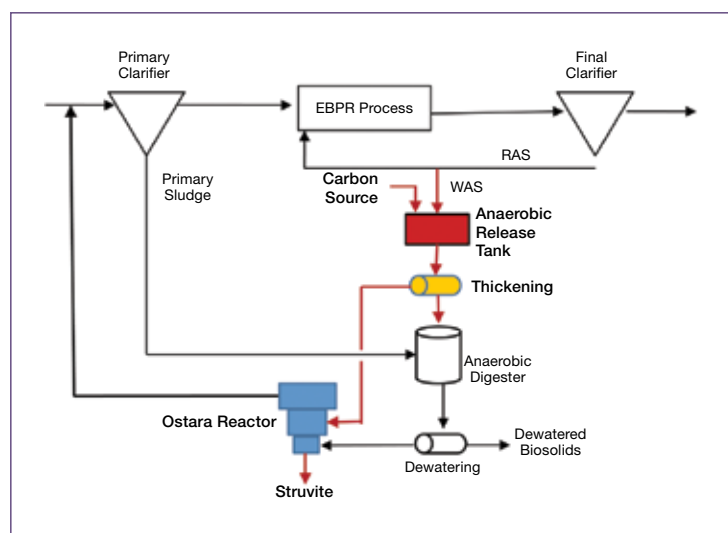 Primary
Clarifier
Final
Clarifier
EBPR Process
RAS
Primary
Sludge
Carbon
Source
WAS
Anaerobic
Release
Tank
Thickening
Anaerobic
Digester
Ostara Reactor
Dewatering
Dewatered
Biosolids
Struvite